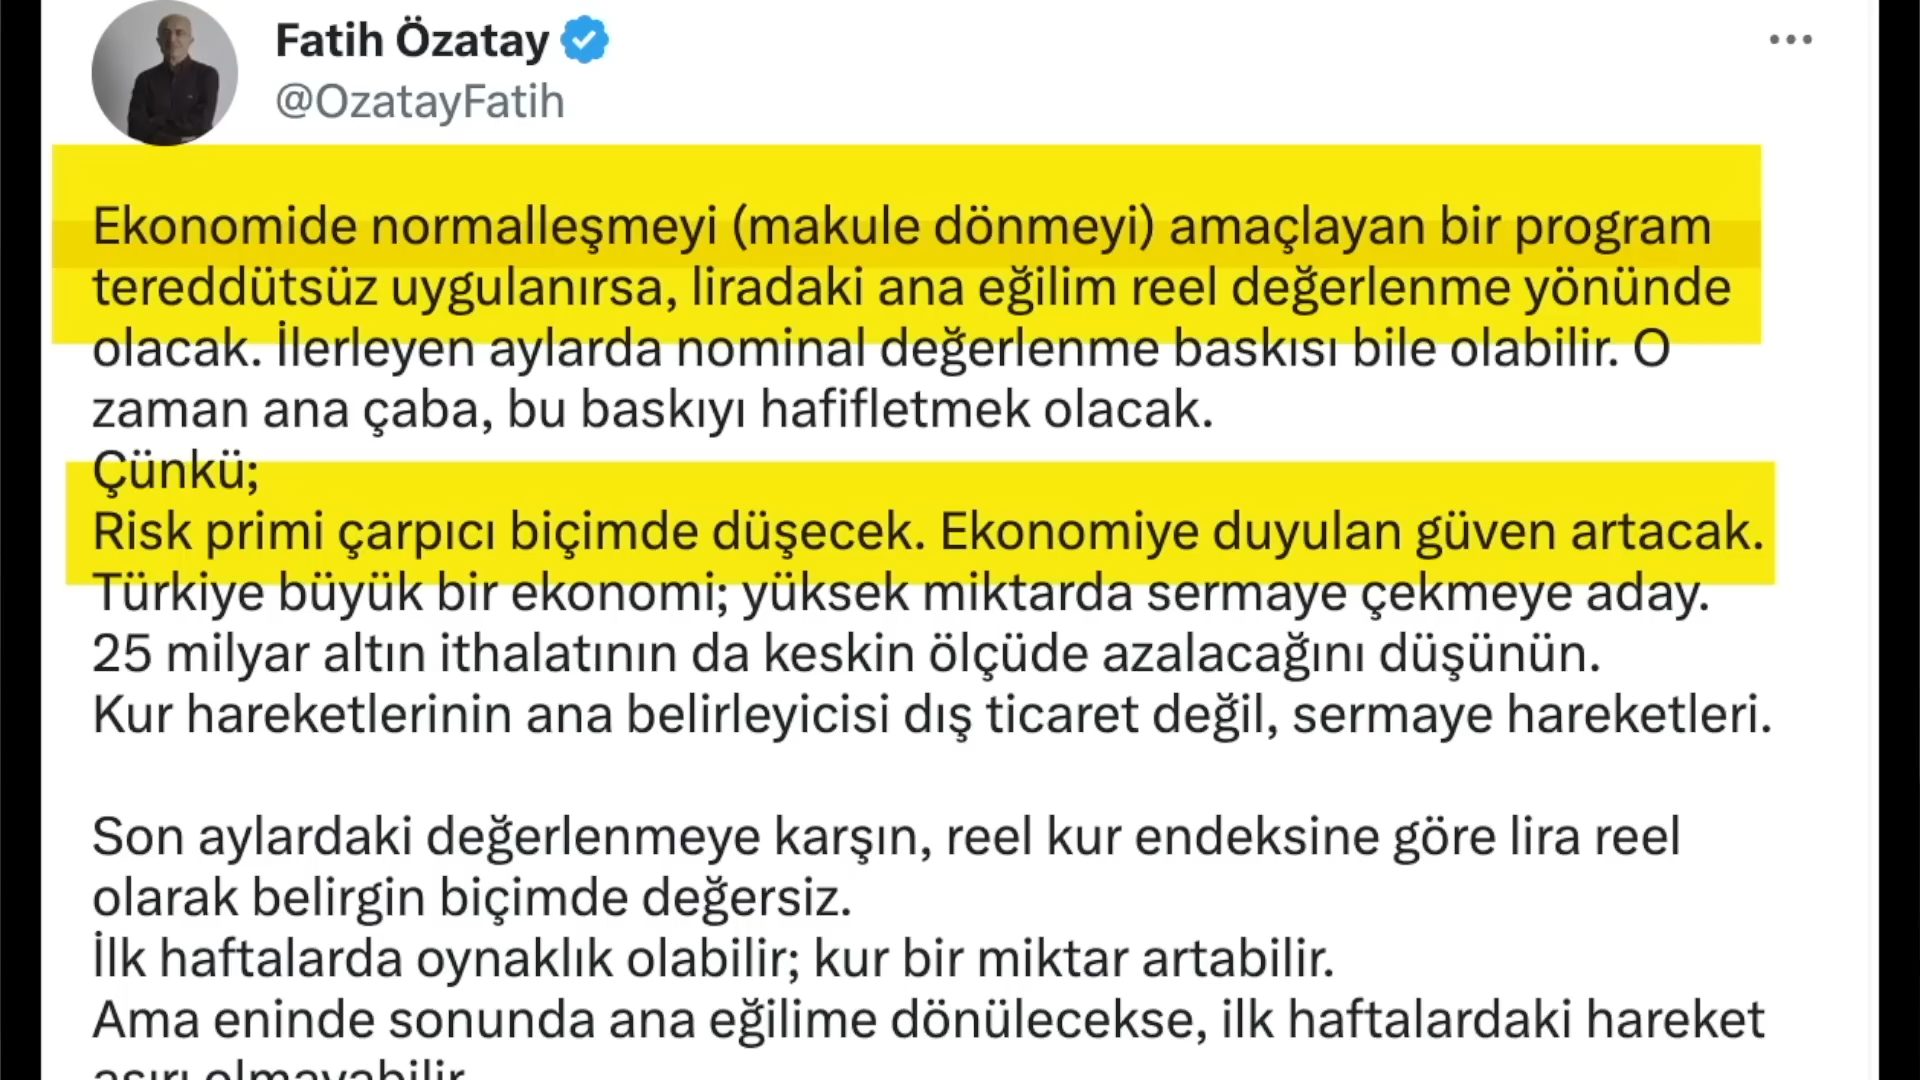 Fatih Özatay
@OzatayFatih
Ekonomide normalleşmeyi (makule dönmeyi) amaçlayan bir program
tereddütsüz uygulanırsa, liradaki ana eğilim reel değerlenme yönünde
olacak. İlerleyen aylarda nominal değerlenme baskısı bile olabilir. O
zaman ana çaba, bu baskıyı hafifletmek olacak.
Çünkü;
Risk primi çarpıcı biçimde düşecek. Ekonomiye duyulan güven artacak.
Türkiye büyük bir ekonomi; yüksek miktarda sermaye çekmeye aday.
25 milyar altın ithalatının da keskin ölçüde azalacağını düşünün.
Kur hareketlerinin ana belirleyicisi dış ticaret değil, sermaye hareketleri.
Son aylardaki değerlenmeye karşın, reel kur endeksine göre lira reel
olarak belirgin biçimde değersiz.
İlk haftalarda oynaklık olabilir; kur bir miktar artabilir.
Ama eninde sonunda ana eğilime dönülecekse, ilk haftalardaki hareket
aşırı olmayabilir.